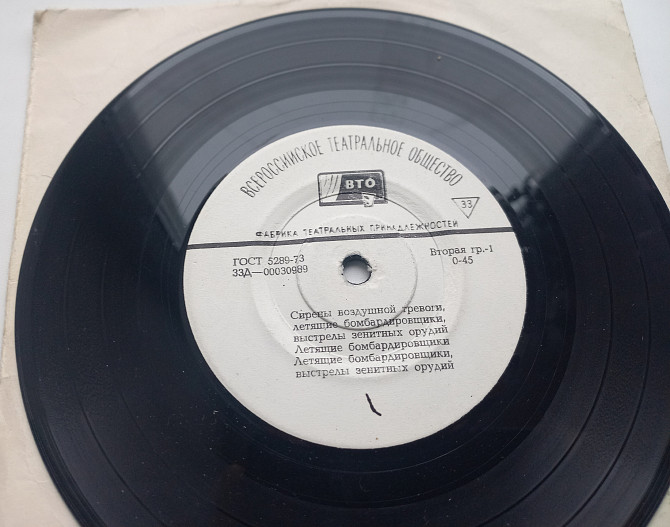 ВСЕРОССИЙСКОЕ ТЕАТРАЛЬНОЕ ОБЩЕСТВО
ВТО
33
ФАБРИКА ТЕАТРАЛЬНЫХ ПРИНАДЛЕЖНОСТЕЙ
ГОСТ 5289-73
33Д—00030989
Вторая гр.-1
0-45
Сирены воздушной тревоги,
летящие бомбардировщики,
выстрелы зенитных орудий
Летящие бомбардировщики
Летящие бомбардировщики,
выстрелы зенитных орудий